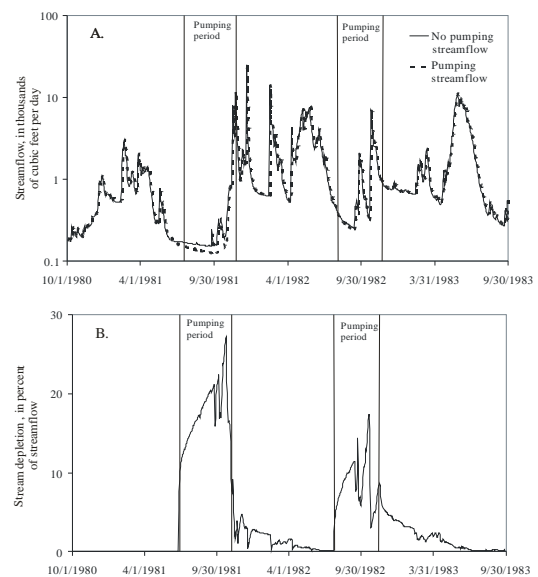 100
10
1
0.1
Streamflow, in thousands
of cubic feet per day
A.
Pumping
period
Pumping
period
No pumping
streamflow
Pumping
streamflow
10/1/1980 4/1/1981 9/30/1981 4/1/1982 9/30/1982 3/31/1983 9/30/1983
30
20
10
0
Stream depletion , in percent
of streamflow
B.
Pumping
period
Pumping
period
10/1/1980 4/1/1981 9/30/1981 4/1/1982 9/30/1982 3/31/1983 9/30/1983